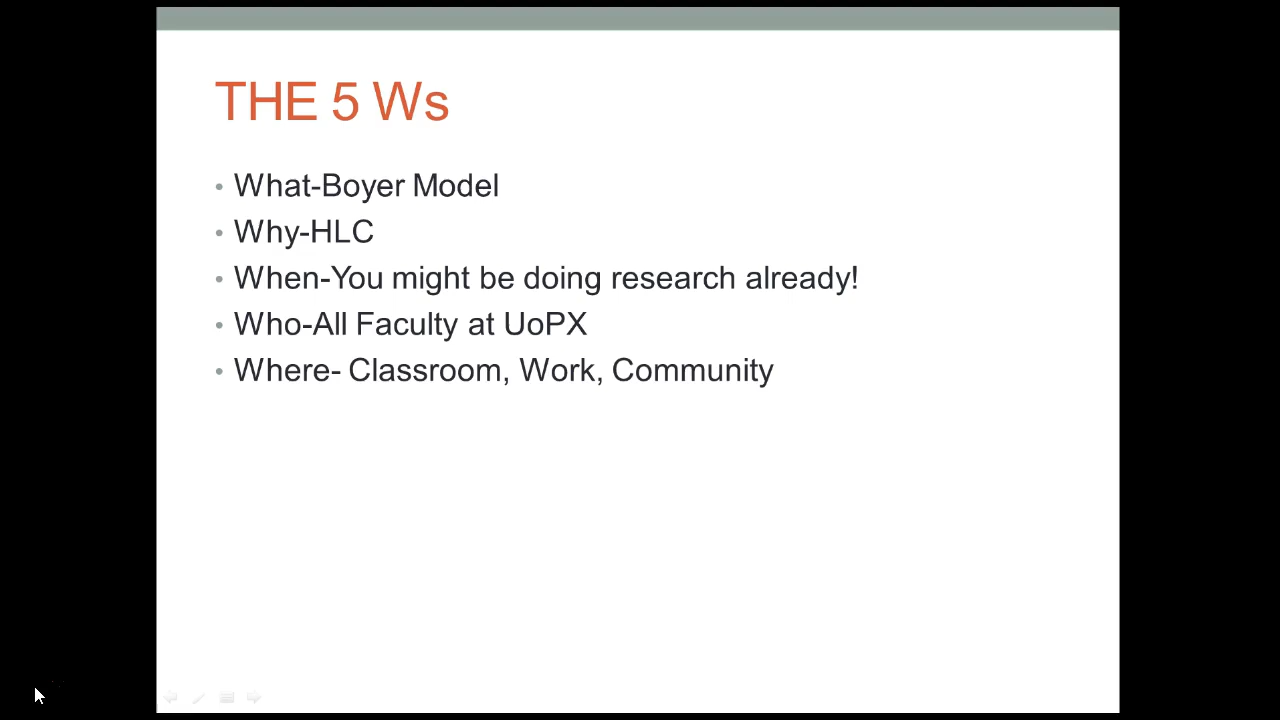 THE 5 Ws
• What-Boyer Model
• Why-HLC
• When-You might be doing research already!
• Who-All Faculty at UoPX
• Where- Classroom, Work, Community